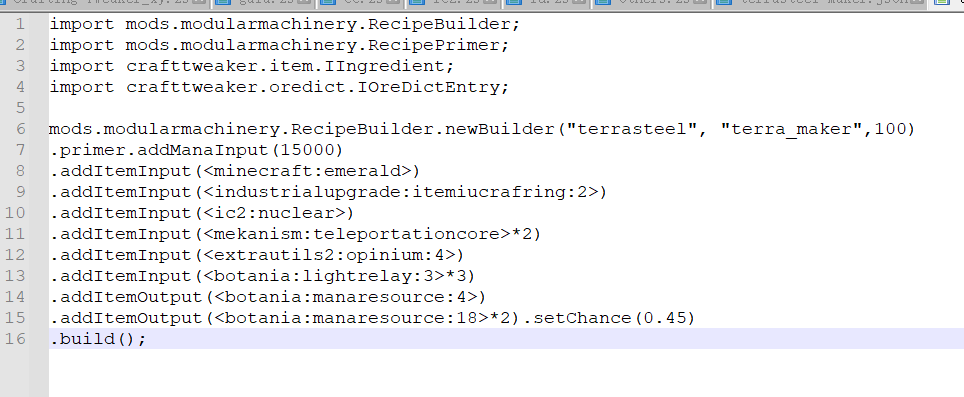 1 import mods.modularmachinery.RecipeBuilder;
2 import mods.modularmachinery.RecipePrimer;
3 import crafttweaker.item.IIngredient;
4 import crafttweaker.oredict.IOreDictEntry;
5
6 mods.modularmachinery.RecipeBuilder.newBuilder("terrasteel", "terra_maker",100)
7 .primer.addManaInput(15000)
8 .addItemInput(<minecraft:emerald>)
9 .addItemInput(<industrialupgrade:itemiucrafring:2>)
10 .addItemInput(<ic2:nuclear>)
11 .addItemInput(<mekanism:teleportationcore>*2)
12 .addItemInput(<extrautils2:opinium:4>)
13 .addItemInput(<botania:lightrelay:3>*3)
14 .addItemOutput(<botania:manaresource:4>)
15 .addItemOutput(<botania:manaresource:18>*2).setChance(0.45)
16 .build();